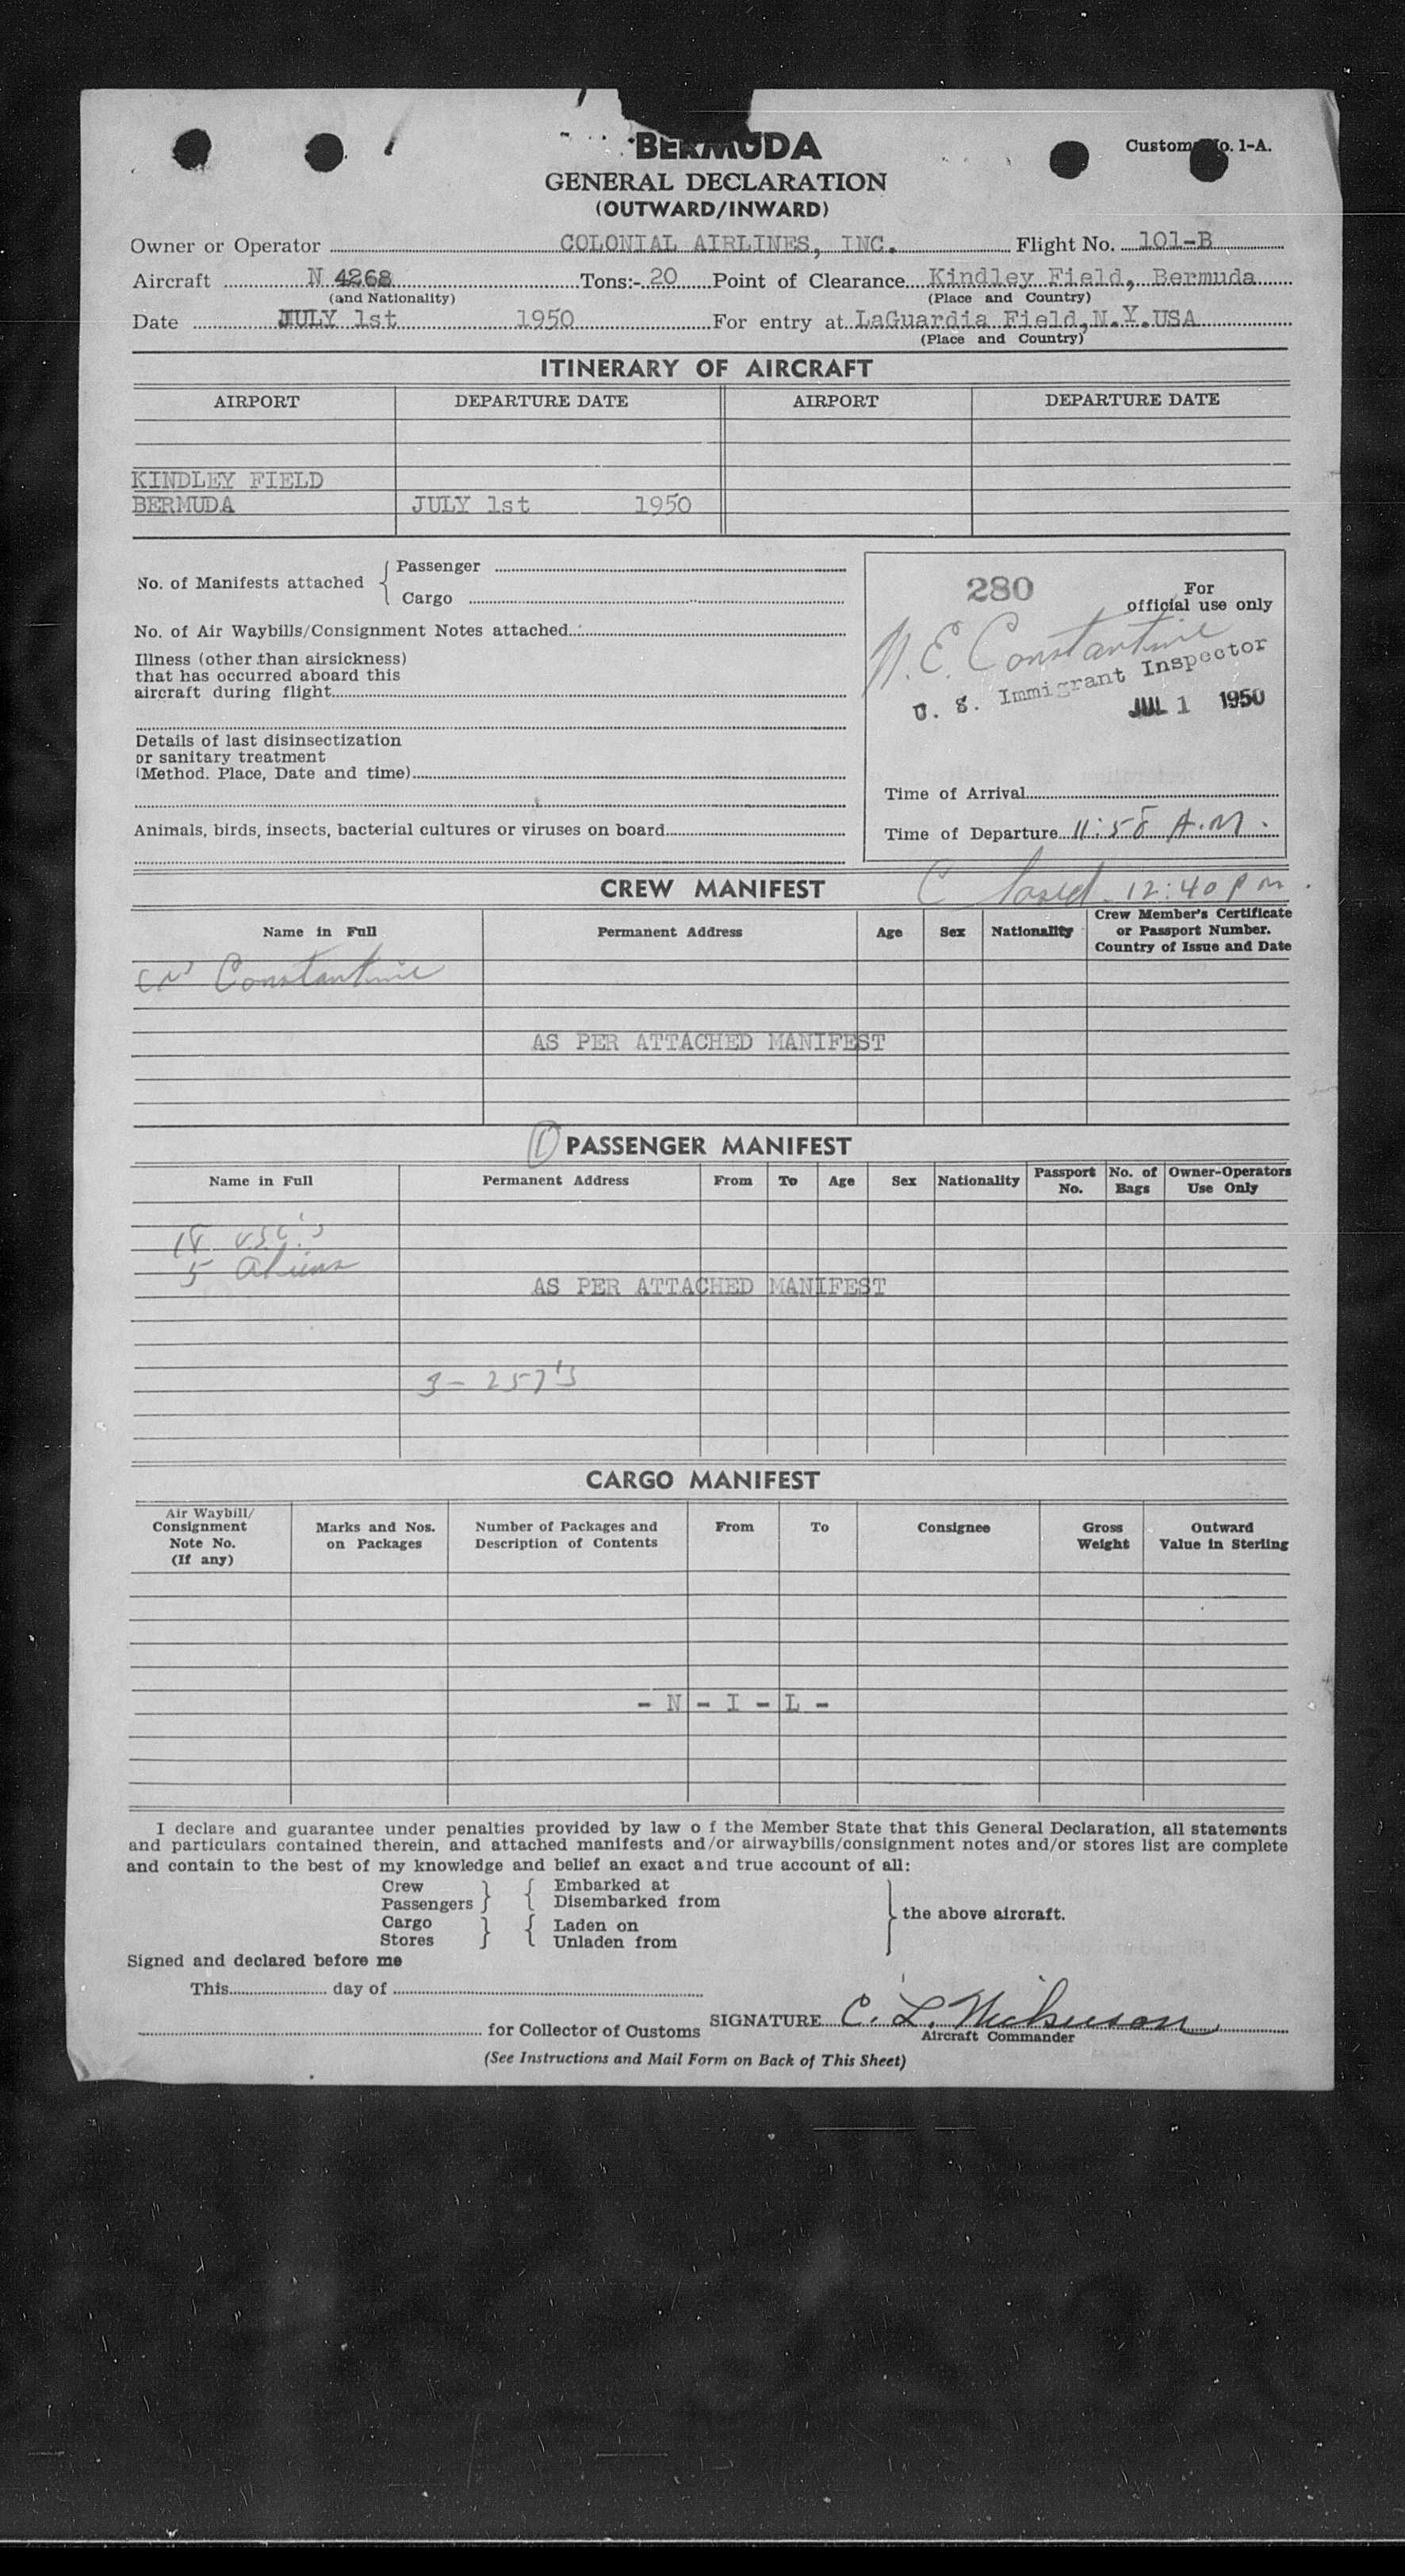 BERMUDA
Customs No. 1-A.
GENERAL DECLARATION
(OUTWARD/INWARD)
Owner or Operator COLONIAL AIRLINES, INC. Flight No. 101-B
Aircraft N 4268 Tons:- 20 Point of Clearance Kindley Field, Bermuda
(and Nationality) (Place and Country)
Date JULY 1st 1950 For entry at LaGuardia Field, N.Y. USA
(Place and Country)
ITINERARY OF AIRCRAFT
AIRPORT DEPARTURE DATE AIRPORT DEPARTURE DATE
KINDLEY FIELD
BERMUDA JULY 1st 1950
No. of Manifests attached { Passenger
Cargo
No. of Air Waybills/Consignment Notes attached
Illness (other than airsickness)
that has occurred aboard this
aircraft during flight
Details of last disinsectization
or sanitary treatment
(Method. Place, Date and time)
Animals, birds, insects, bacterial cultures or viruses on board
280 For
official use only
N. E. Constantine
U. S. Immigrant Inspector
JUL 1 1950
Time of Arrival
Time of Departure 11:58 A.M.
CREW MANIFEST Closed 12:40 pm.
Name in Full Permanent Address Age Sex Nationality Crew Member's Certificate
or Passport Number.
Country of Issue and Date
Constantine
AS PER ATTACHED MANIFEST
PASSENGER MANIFEST
Name in Full Permanent Address From To Age Sex Nationality Passport No. No. of Bags Owner-Operators Use Only
18 USC's
5 Aliens
AS PER ATTACHED MANIFEST
3 - 257's
CARGO MANIFEST
Air Waybill/
Consignment
Note No.
(If any)
Marks and Nos.
on Packages
Number of Packages and
Description of Contents
From To Consignee
Gross
Weight
Outward
Value in Sterling
- N - I - L -
I declare and guarantee under penalties provided by law o f the Member State that this General Declaration, all statements
and particulars contained therein, and attached manifests and/or airwaybills/consignment notes and/or stores list are complete
and contain to the best of my knowledge and belief an exact and true account of all:
Crew } { Embarked at
Passengers Disembarked from
the above aircraft.
Cargo } { Laden on
Stores Unladen from
Signed and declared before me
This day of
for Collector of Customs SIGNATURE C. L. Nickerson
Aircraft Commander
(See Instructions and Mail Form on Back of This Sheet)